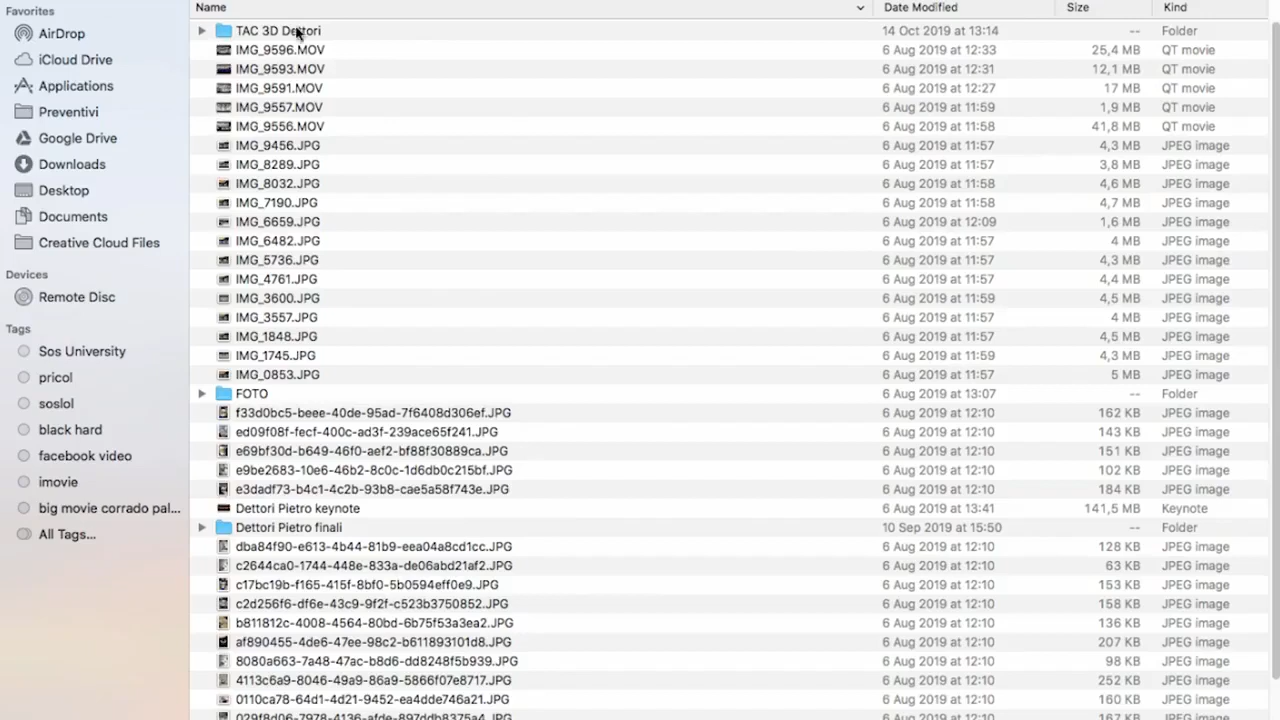 Favorites
AirDrop
iCloud Drive
Applications
Preventivi
Google Drive
Downloads
Desktop
Documents
Creative Cloud Files
Devices
Remote Disc
Tags
Sos University
pricol
soslol
black hard
facebook video
imovie
big movie corrado pal...
All Tags...
Name Date Modified Size Kind
TAC 3D Dettori 14 Oct 2019 at 13:14 -- Folder
IMG_9596.MOV 6 Aug 2019 at 12:33 25,4 MB QT movie
IMG_9593.MOV 6 Aug 2019 at 12:31 12,1 MB QT movie
IMG_9591.MOV 6 Aug 2019 at 12:27 17 MB QT movie
IMG_9557.MOV 6 Aug 2019 at 11:59 1,9 MB QT movie
IMG_9556.MOV 6 Aug 2019 at 11:58 41,8 MB QT movie
IMG_9456.JPG 6 Aug 2019 at 11:57 4,3 MB JPEG image
IMG_8289.JPG 6 Aug 2019 at 11:57 3,8 MB JPEG image
IMG_8032.JPG 6 Aug 2019 at 11:58 4,6 MB JPEG image
IMG_7190.JPG 6 Aug 2019 at 11:58 4,7 MB JPEG image
IMG_6659.JPG 6 Aug 2019 at 12:09 1,6 MB JPEG image
IMG_6482.JPG 6 Aug 2019 at 11:57 4 MB JPEG image
IMG_5736.JPG 6 Aug 2019 at 11:57 4,3 MB JPEG image
IMG_4761.JPG 6 Aug 2019 at 11:57 4,4 MB JPEG image
IMG_3600.JPG 6 Aug 2019 at 11:59 4,5 MB JPEG image
IMG_3557.JPG 6 Aug 2019 at 11:57 4 MB JPEG image
IMG_1848.JPG 6 Aug 2019 at 11:57 4,5 MB JPEG image
IMG_1745.JPG 6 Aug 2019 at 11:59 4,3 MB JPEG image
IMG_0853.JPG 6 Aug 2019 at 11:57 5 MB JPEG image
FOTO 6 Aug 2019 at 13:07 -- Folder
f33d0bc5-beee-40de-95ad-7f6408d306ef.JPG 6 Aug 2019 at 12:10 162 KB JPEG image
ed09f08f-fecf-400c-ad3f-239ace65f241.JPG 6 Aug 2019 at 12:10 143 KB JPEG image
e69bf30d-b649-46f0-aef2-bf88f30889ca.JPG 6 Aug 2019 at 12:10 151 KB JPEG image
e9be2683-10e6-46b2-8c0c-1d6db0c215bf.JPG 6 Aug 2019 at 12:10 102 KB JPEG image
e3dadf73-b4c1-4c2b-93b8-cae5a58f743e.JPG 6 Aug 2019 at 12:10 184 KB JPEG image
Dettori Pietro keynote 6 Aug 2019 at 13:41 141,5 MB Keynote
Dettori Pietro finali 10 Sep 2019 at 15:50 -- Folder
dba84f90-e613-4b44-81b9-eea04a8cd1cc.JPG 6 Aug 2019 at 12:10 128 KB JPEG image
c2644ca0-1744-448e-833a-de06abd21af2.JPG 6 Aug 2019 at 12:10 63 KB JPEG image
c17bc19b-f165-415f-8bf0-5b0594eff0e9.JPG 6 Aug 2019 at 12:10 153 KB JPEG image
c2d256f6-df6e-43c9-9f2f-c523b3750852.JPG 6 Aug 2019 at 12:10 158 KB JPEG image
b811812c-4008-4564-80bd-6b75f53a3ea2.JPG 6 Aug 2019 at 12:10 136 KB JPEG image
af890455-4de6-47ee-98c2-b611893101d8.JPG 6 Aug 2019 at 12:10 207 KB JPEG image
8080a663-7a48-47ac-b8d6-dd8248f5b939.JPG 6 Aug 2019 at 12:10 98 KB JPEG image
4113c6a9-8046-49a9-86a9-5866f07e8717.JPG 6 Aug 2019 at 12:10 252 KB JPEG image
0110ca78-64d1-4d21-9452-ea4dde746a21.JPG 6 Aug 2019 at 12:10 160 KB JPEG image
029f8d06-7978-4136-afde-897ddb8375a4.JPG 6 Aug 2019 at 12:10 167 KB JPEG image